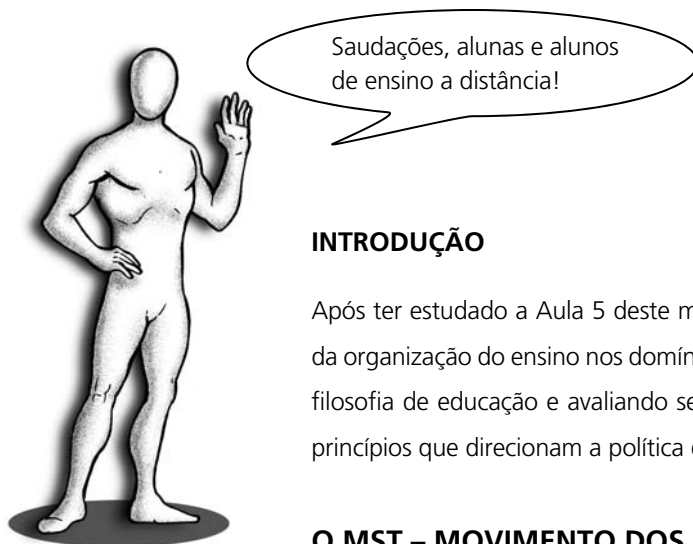 Saudações, alunas e alunos
de ensino a distância!
INTRODUÇÃO
Após ter estudado a Aula 5 deste m
da organização do ensino nos domín
filosofia de educação e avaliando se
princípios que direcionam a política
O MST – MOVIMENTO DOS